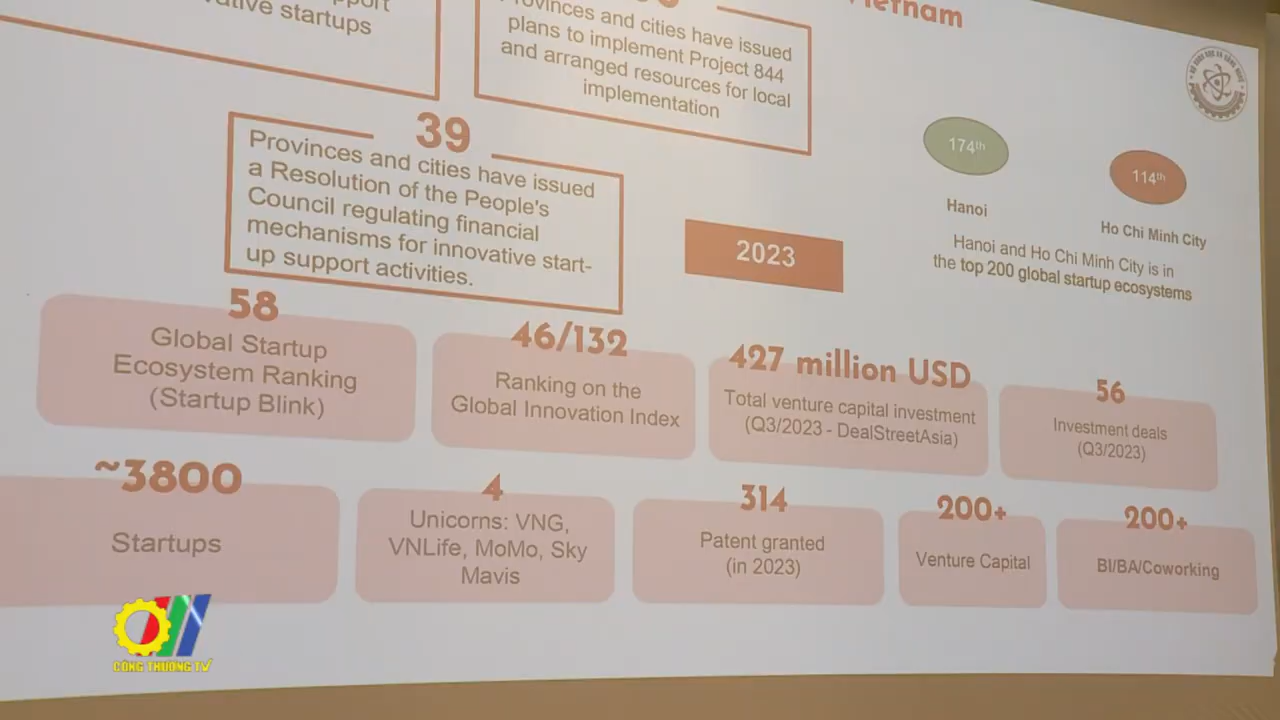 startups
Vietnam
Provinces and cities have issued
plans to implement Project 844
and arranged resources for local
implementation
39
Provinces and cities have issued
a Resolution of the People's
Council regulating financial
mechanisms for innovative start-
up support activities.
174th
114th
Hanoi
Ho Chi Minh City
Hanoi and Ho Chi Minh City is in
the top 200 global startup ecosystems
2023
58
Global Startup
Ecosystem Ranking
(Startup Blink)
46/132
Ranking on the
Global Innovation Index
427 million USD
Total venture capital investment
(Q3/2023 - DealStreetAsia)
56
Investment deals
(Q3/2023)
~3800
Startups
4
Unicorns: VNG,
VNLife, MoMo, Sky
Mavis
314
Patent granted
(in 2023)
200+
Venture Capital
200+
BI/BA/Coworking
CÔNG THƯƠNG TV